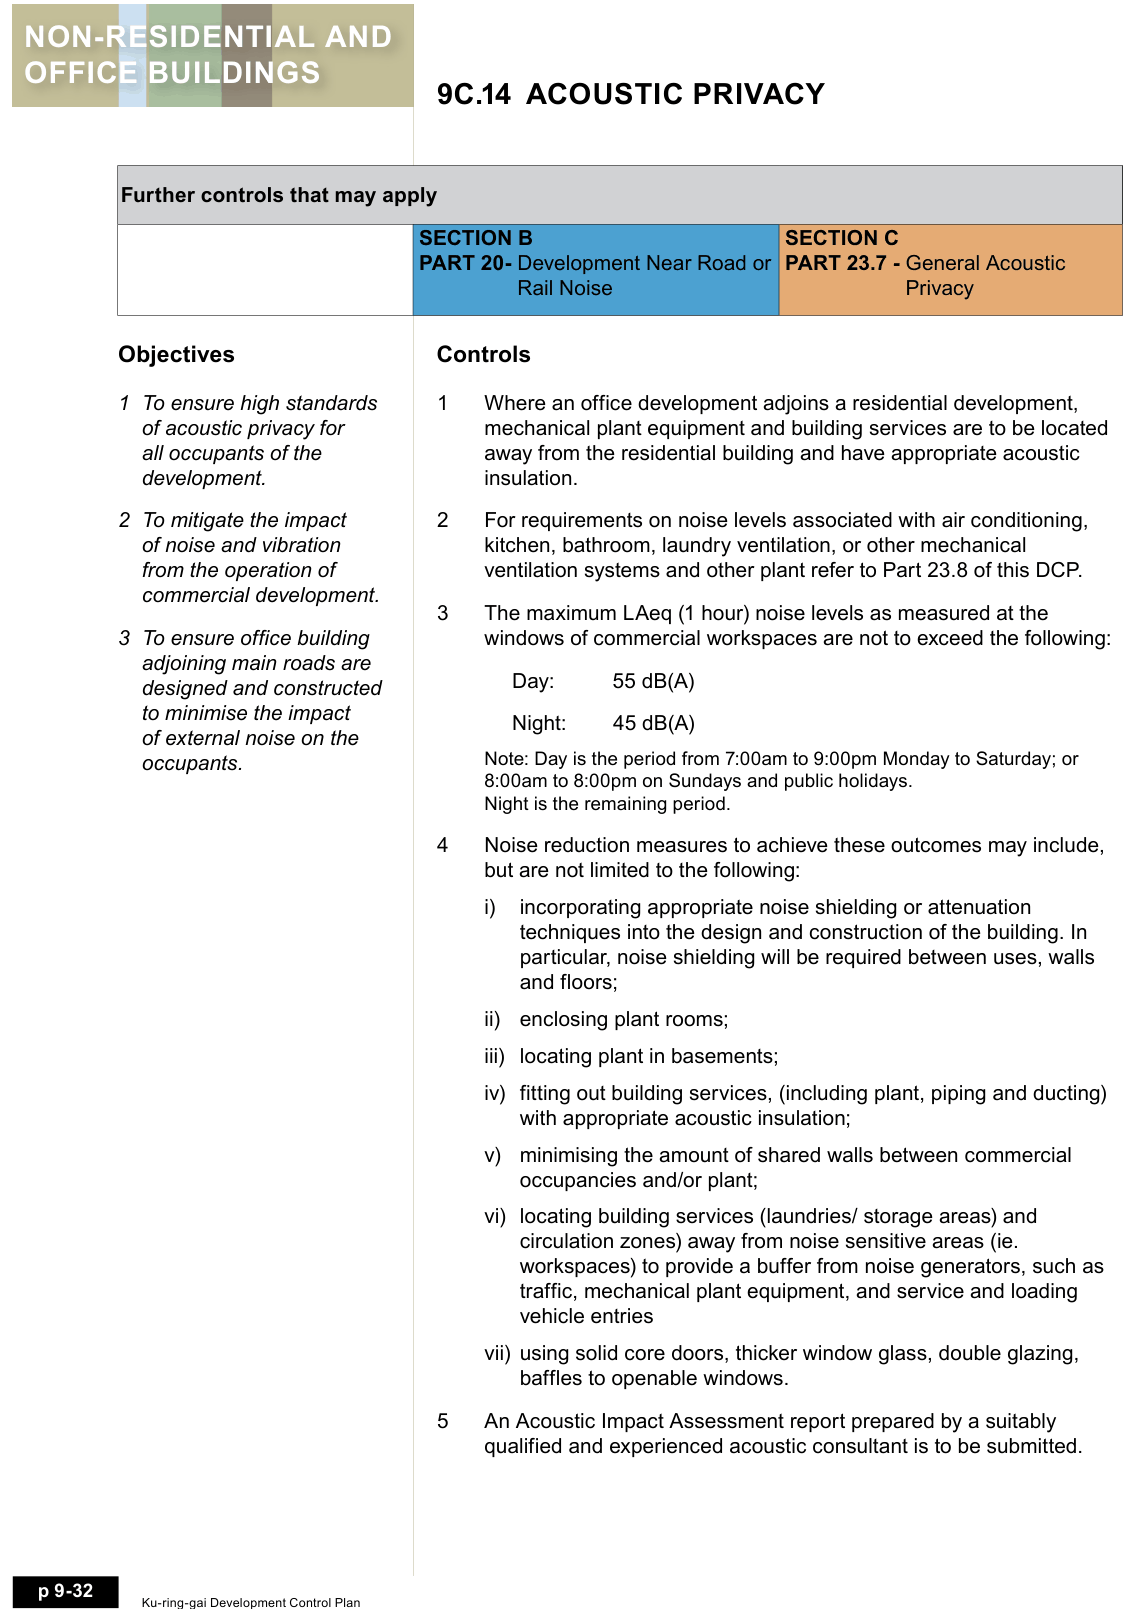 NON-RESIDENTIAL AND
OFFICE BUILDINGS
9C.14 ACOUSTIC PRIVACY
Further controls that may apply
SECTION B
PART 20- Development Near Road or
Rail Noise
SECTION C
PART 23.7 - General Acoustic
Privacy
Objectives
1 To ensure high standards
of acoustic privacy for
all occupants of the
development.
2 To mitigate the impact
of noise and vibration
from the operation of
commercial development.
3 To ensure office building
adjoining main roads are
designed and constructed
to minimise the impact
of external noise on the
occupants.
Controls
1 Where an office development adjoins a residential development,
mechanical plant equipment and building services are to be located
away from the residential building and have appropriate acoustic
insulation.
2 For requirements on noise levels associated with air conditioning,
kitchen, bathroom, laundry ventilation, or other mechanical
ventilation systems and other plant refer to Part 23.8 of this DCP.
3 The maximum LAeq (1 hour) noise levels as measured at the
windows of commercial workspaces are not to exceed the following:
Day: 55 dB(A)
Night: 45 dB(A)
Note: Day is the period from 7:00am to 9:00pm Monday to Saturday; or
8:00am to 8:00pm on Sundays and public holidays.
Night is the remaining period.
4 Noise reduction measures to achieve these outcomes may include,
but are not limited to the following:
i) incorporating appropriate noise shielding or attenuation
techniques into the design and construction of the building. In
particular, noise shielding will be required between uses, walls
and floors;
ii) enclosing plant rooms;
iii) locating plant in basements;
iv) fitting out building services, (including plant, piping and ducting)
with appropriate acoustic insulation;
v) minimising the amount of shared walls between commercial
occupancies and/or plant;
vi) locating building services (laundries/ storage areas) and
circulation zones) away from noise sensitive areas (ie.
workspaces) to provide a buffer from noise generators, such as
traffic, mechanical plant equipment, and service and loading
vehicle entries
vii) using solid core doors, thicker window glass, double glazing,
baffles to openable windows.
5 An Acoustic Impact Assessment report prepared by a suitably
qualified and experienced acoustic consultant is to be submitted.
p 9-32
Ku-ring-gai Development Control Plan